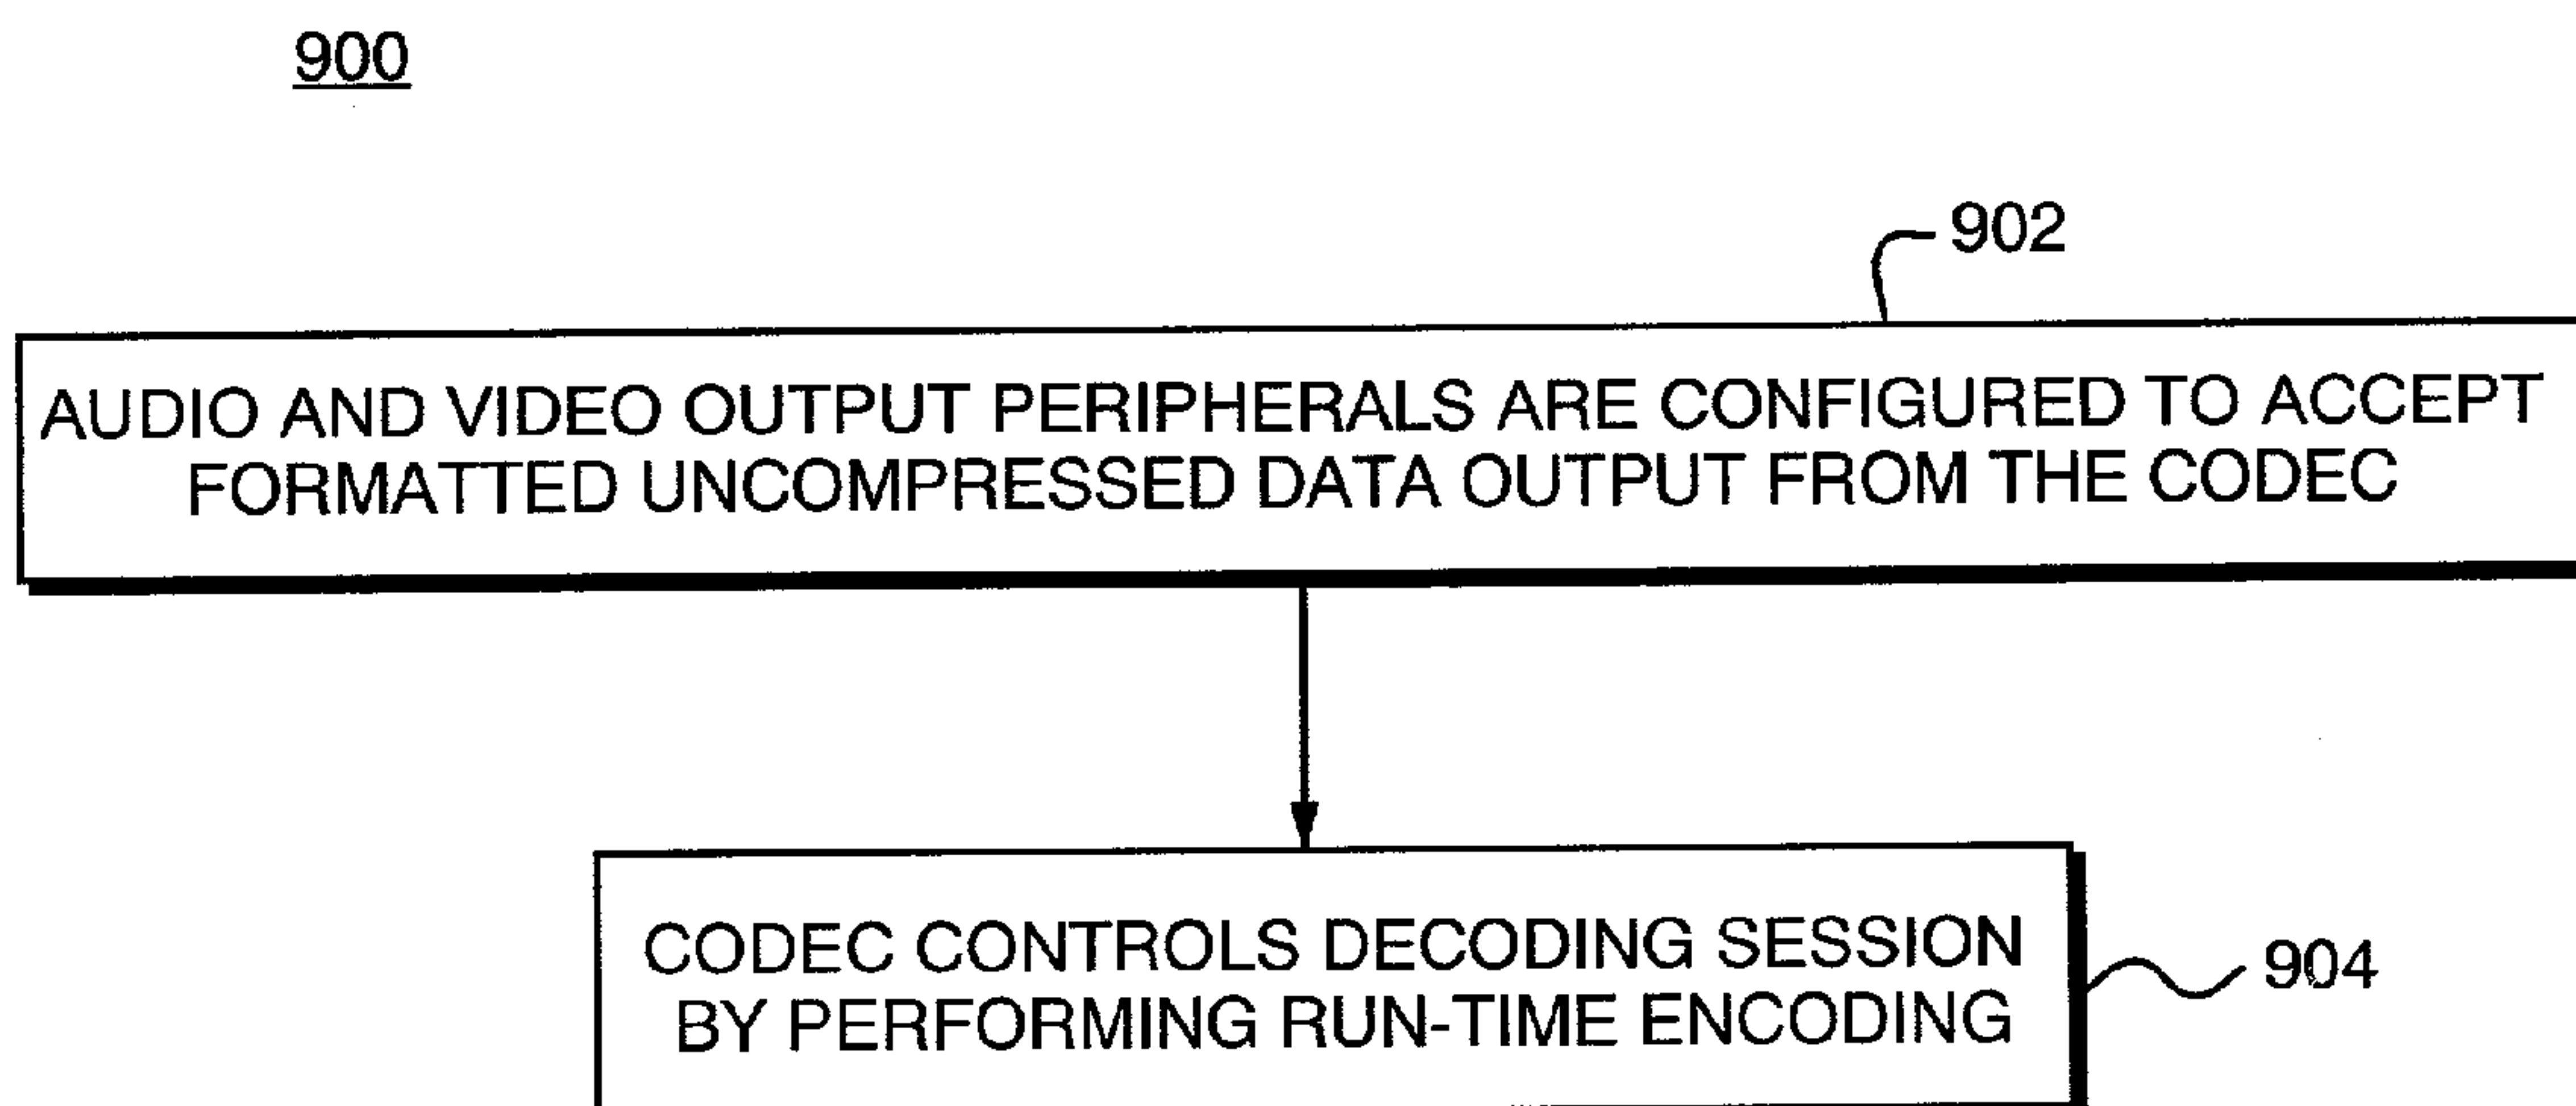 900
902
AUDIO AND VIDEO OUTPUT PERIPHERALS ARE CONFIGURED TO ACCEPT
FORMATTED UNCOMPRESSED DATA OUTPUT FROM THE CODEC
CODEC CONTROLS DECODING SESSION
BY PERFORMING RUN-TIME ENCODING
904